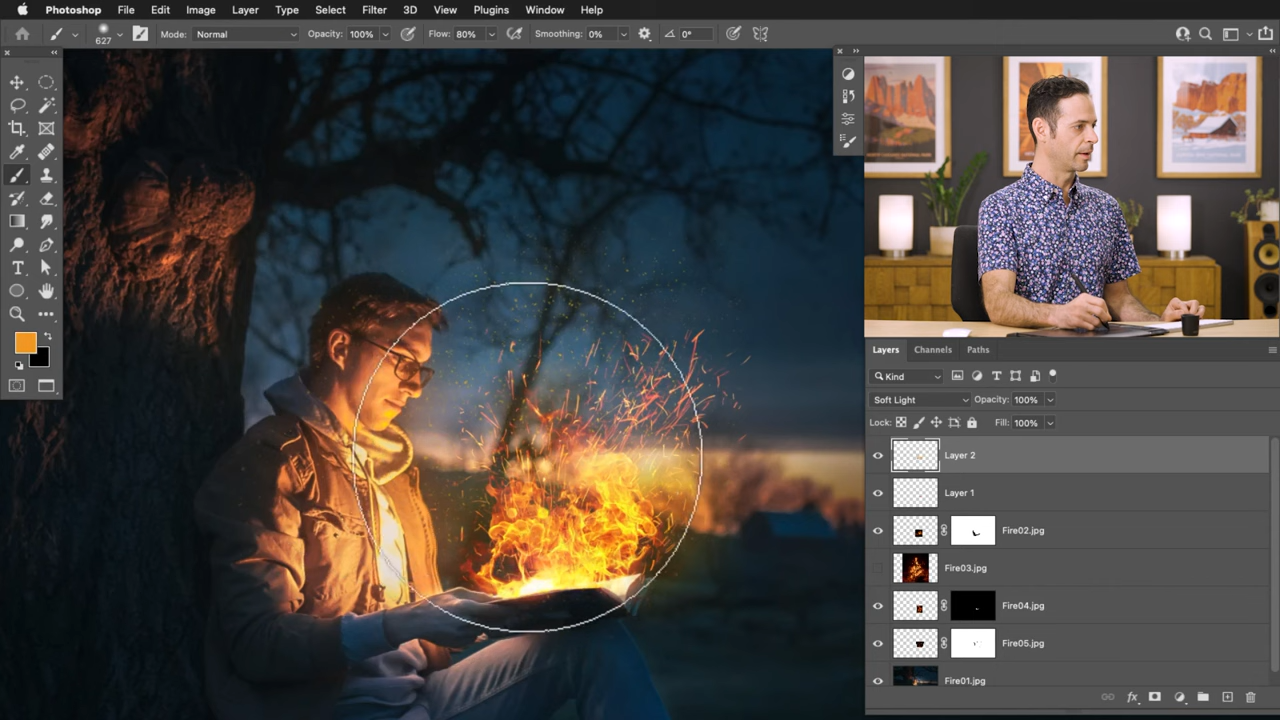 Photoshop File Edit Image Layer Type Select Filter 3D View Plugins Window Help
627 Mode: Normal Opacity: 100% Flow: 80% Smoothing: 0% 0°
Layers Channels Paths
Kind
Soft Light Opacity: 100%
Lock: Fill: 100%
Layer 2
Layer 1
Fire02.jpg
Fire03.jpg
Fire04.jpg
Fire05.jpg
Fire01.jpg